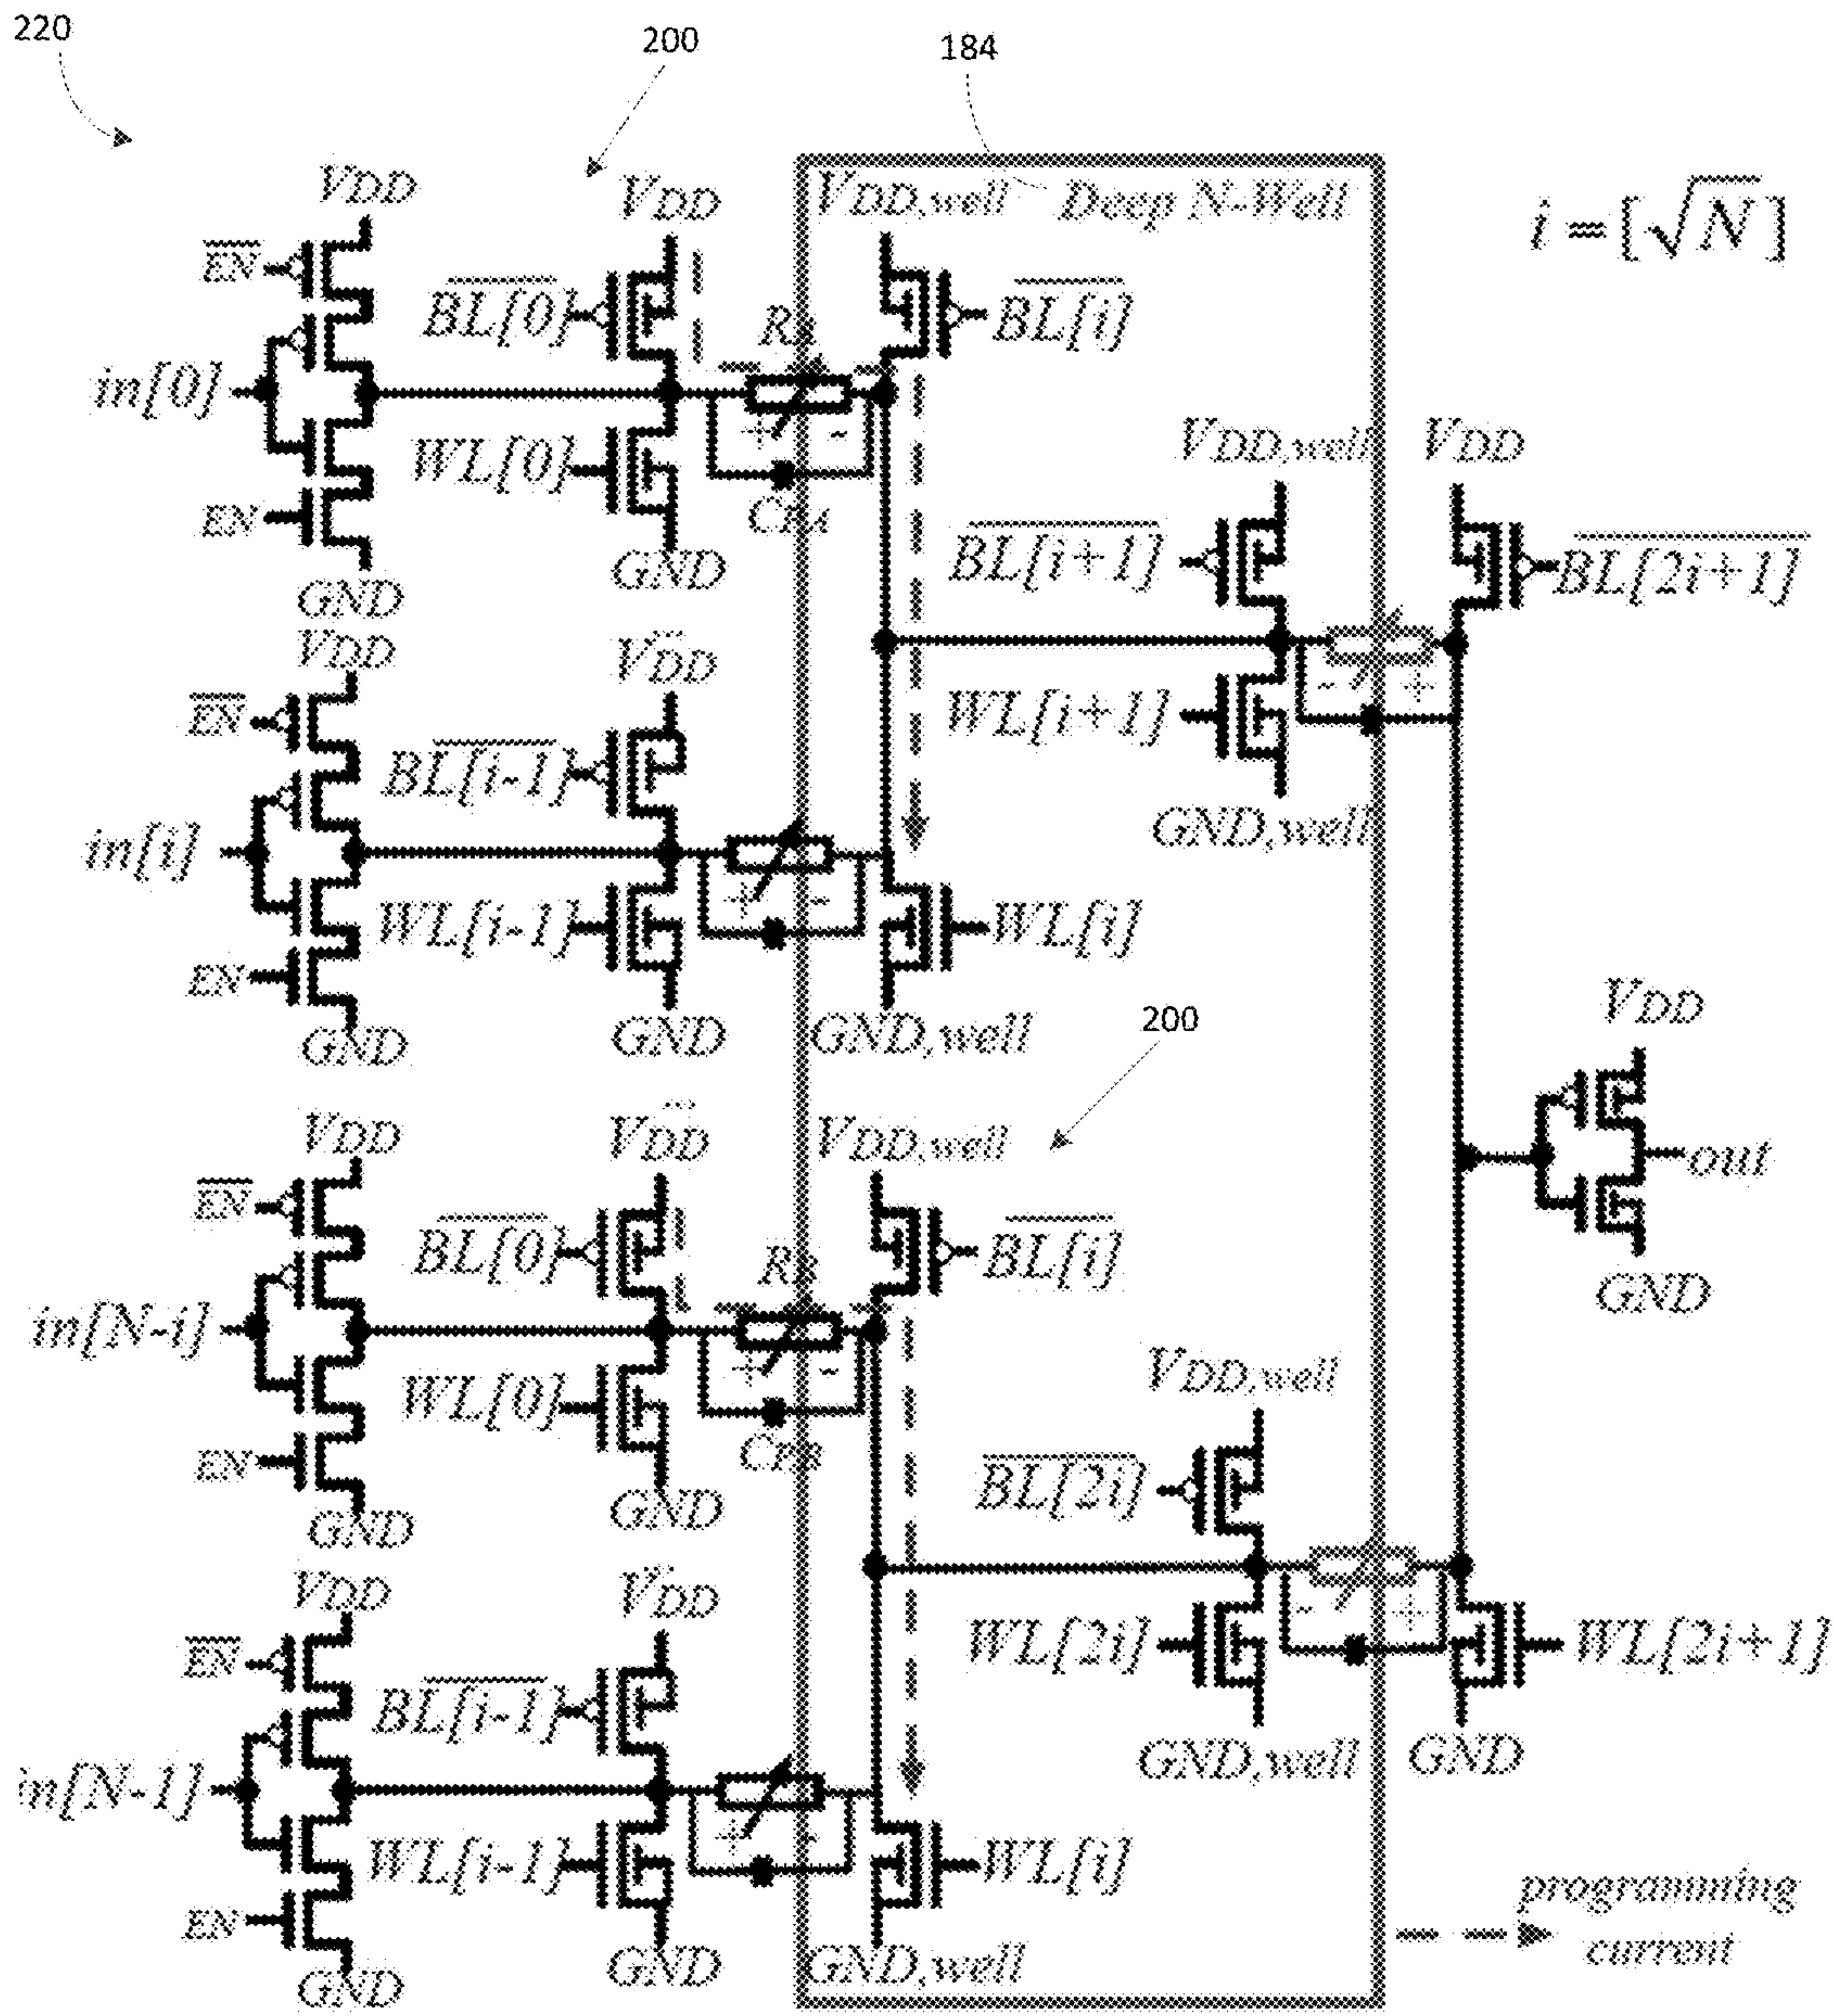 220
200
184
VDD
VDD
VDD,well
Deep N-Well
i = [√N]
EN
BL[0]
BL[i]
in[0]
WL[0]
+
-
EN
GND
GND
VDD,well
VDD
BL[i+1]
BL[2i+1]
VDD
VDD
EN
- +
BL[i-1]
WL[i+1]
GND,well
in[i]
+
-
WL[i-1]
WL[i]
EN
GND
GND
GND,well
200
VDD
VDD
VDD
VDD,well
EN
BL[0]
BL[i]
out
GND
in[N-i]
+
-
WL[0]
VDD,well
EN
GND
GND
BL[2i]
VDD
VDD
- +
EN
WL[2i]
WL[2i+1]
BL[i-1]
GND,well
GND
in[N-1]
+
-
WL[i-1]
WL[i]
EN
GND
GND
GND,well
programming
current